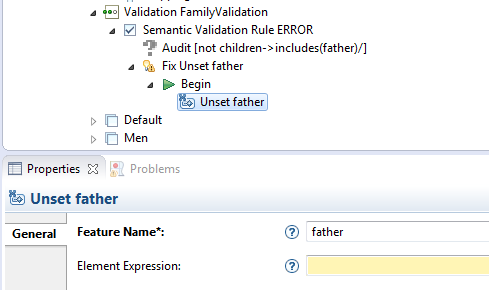 Validation FamilyValidation
Semantic Validation Rule ERROR
Audit [not children->includes(father)/]
Fix Unset father
Begin
Unset father
Default
Men
Properties
Problems
Unset father
General
Feature Name*:
father
Element Expression: